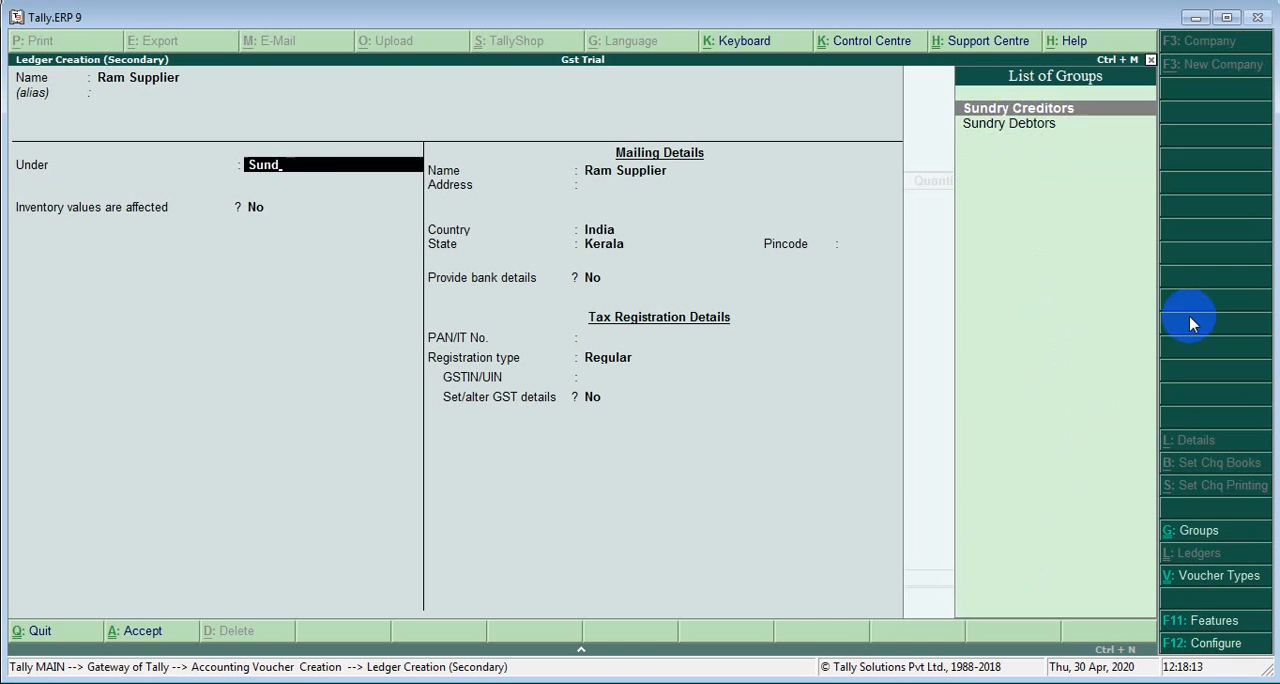 Tally.ERP 9
P: Print E: Export M: E-Mail O: Upload S: TallyShop G: Language K: Keyboard K: Control Centre H: Support Centre H: Help
F3: Company
F3: New Company
Ledger Creation (Secondary) Gst Trial Ctrl + M
Name : Ram Supplier
(alias) :
List of Groups
Sundry Creditors
Sundry Debtors
Under : Sund_
Inventory values are affected ? No
Mailing Details
Name : Ram Supplier
Address :
Country : India
State : Kerala Pincode :
Provide bank details ? No
Tax Registration Details
PAN/IT No. :
Registration type : Regular
GSTIN/UIN :
Set/alter GST details ? No
Quanti
L: Details
B: Set Chq Books
S: Set Chq Printing
G: Groups
L: Ledgers
V: Voucher Types
F11: Features
F12: Configure
Q: Quit A: Accept D: Delete
Ctrl + N
Tally MAIN --> Gateway of Tally --> Accounting Voucher Creation --> Ledger Creation (Secondary) © Tally Solutions Pvt Ltd., 1988-2018 Thu, 30 Apr, 2020 12:18:13